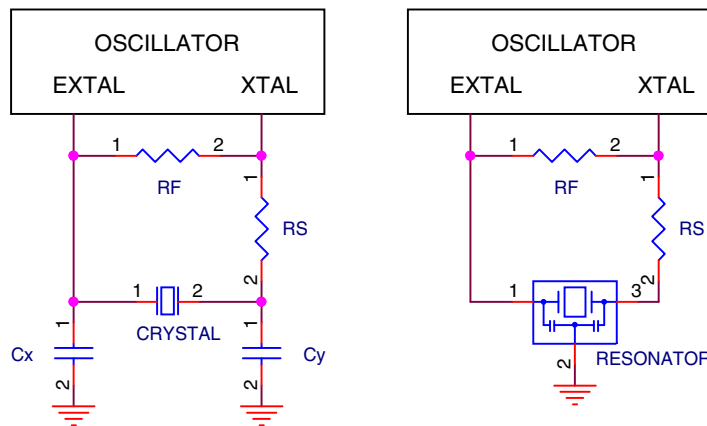 OSCILLATOR
EXTAL XTAL
1 2
RF
1
RS
2
1 2
CRYSTAL
1
Cx
2
1
Cy
2
OSCILLATOR
EXTAL XTAL
1 2
RF
1
RS
2
1 3
2
RESONATOR